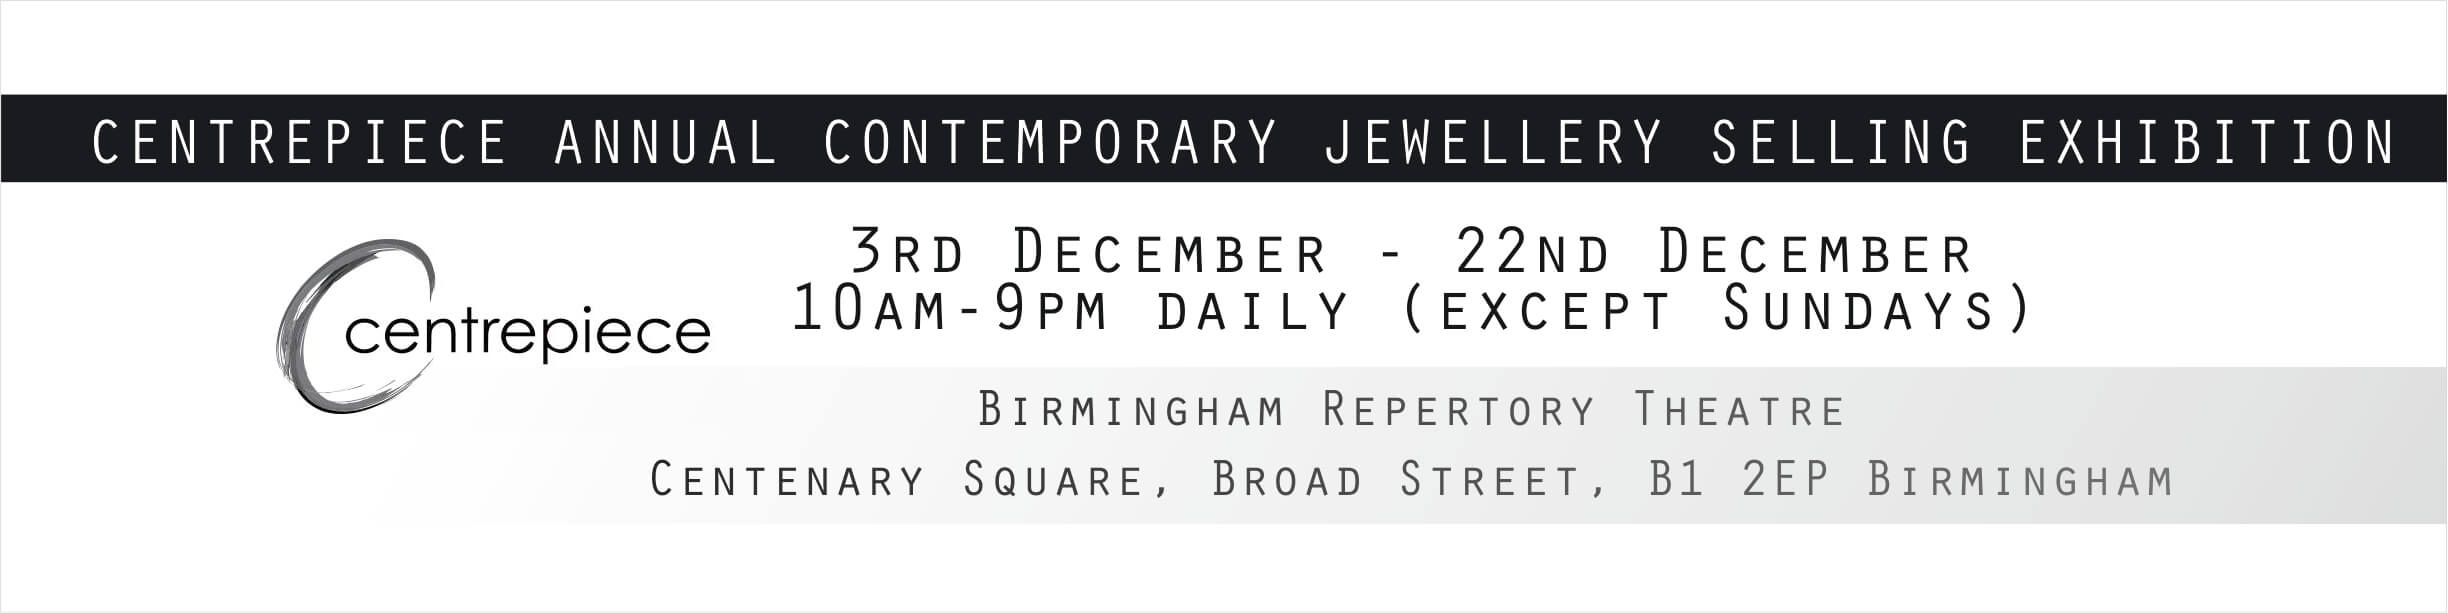 CENTREPIECE ANNUAL CONTEMPORARY JEWELLERY SELLING EXHIBITION
centrepiece
3RD DECEMBER - 22ND DECEMBER
10AM-9PM DAILY (EXCEPT SUNDAYS)
BIRMINGHAM REPERTORY THEATRE
CENTENARY SQUARE, BROAD STREET, B1 2EP BIRMINGHAM